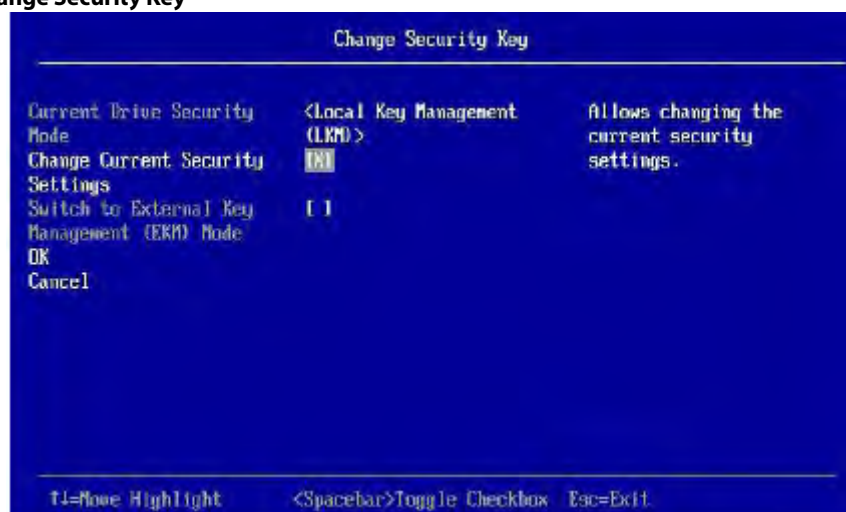 ange Security Key
Change Security Key
Current Drive Security Mode <Local Key Management (LKM)>
Allows changing the current security settings.
Change Current Security Settings [X]
Switch to External Key Management (EKM) Mode [ ]
OK
Cancel
↑↓=Move Highlight <Spacebar>Toggle Checkbox Esc=Exit